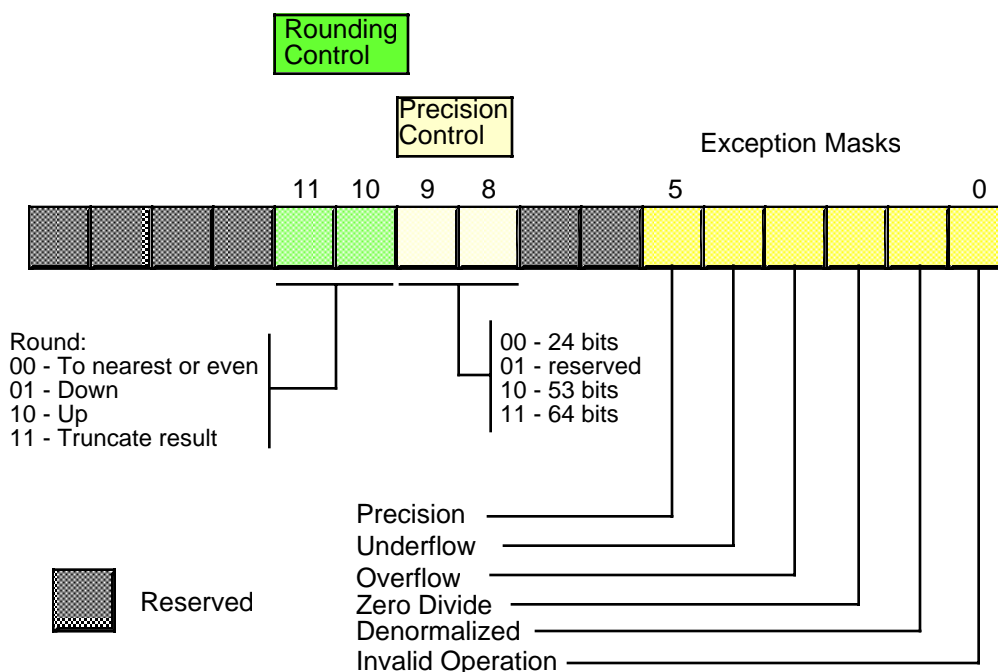 Rounding
Control
Precision
Control
Exception Masks
11 10 9 8 5 0
Round:
00 - To nearest or even
01 - Down
10 - Up
11 - Truncate result
00 - 24 bits
01 - reserved
10 - 53 bits
11 - 64 bits
Precision
Underflow
Overflow
Zero Divide
Denormalized
Invalid Operation
Reserved